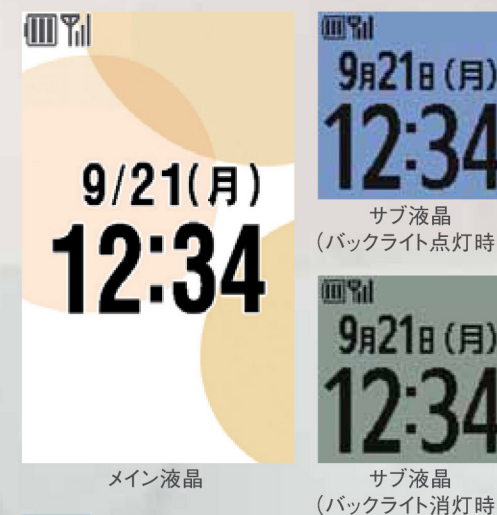 9/21(月)
12:34
メイン液晶
9月21日(月)
12:34
サブ液晶
(バックライト点灯時
9月21日(月)
12:34
サブ液晶
(バックライト消灯時